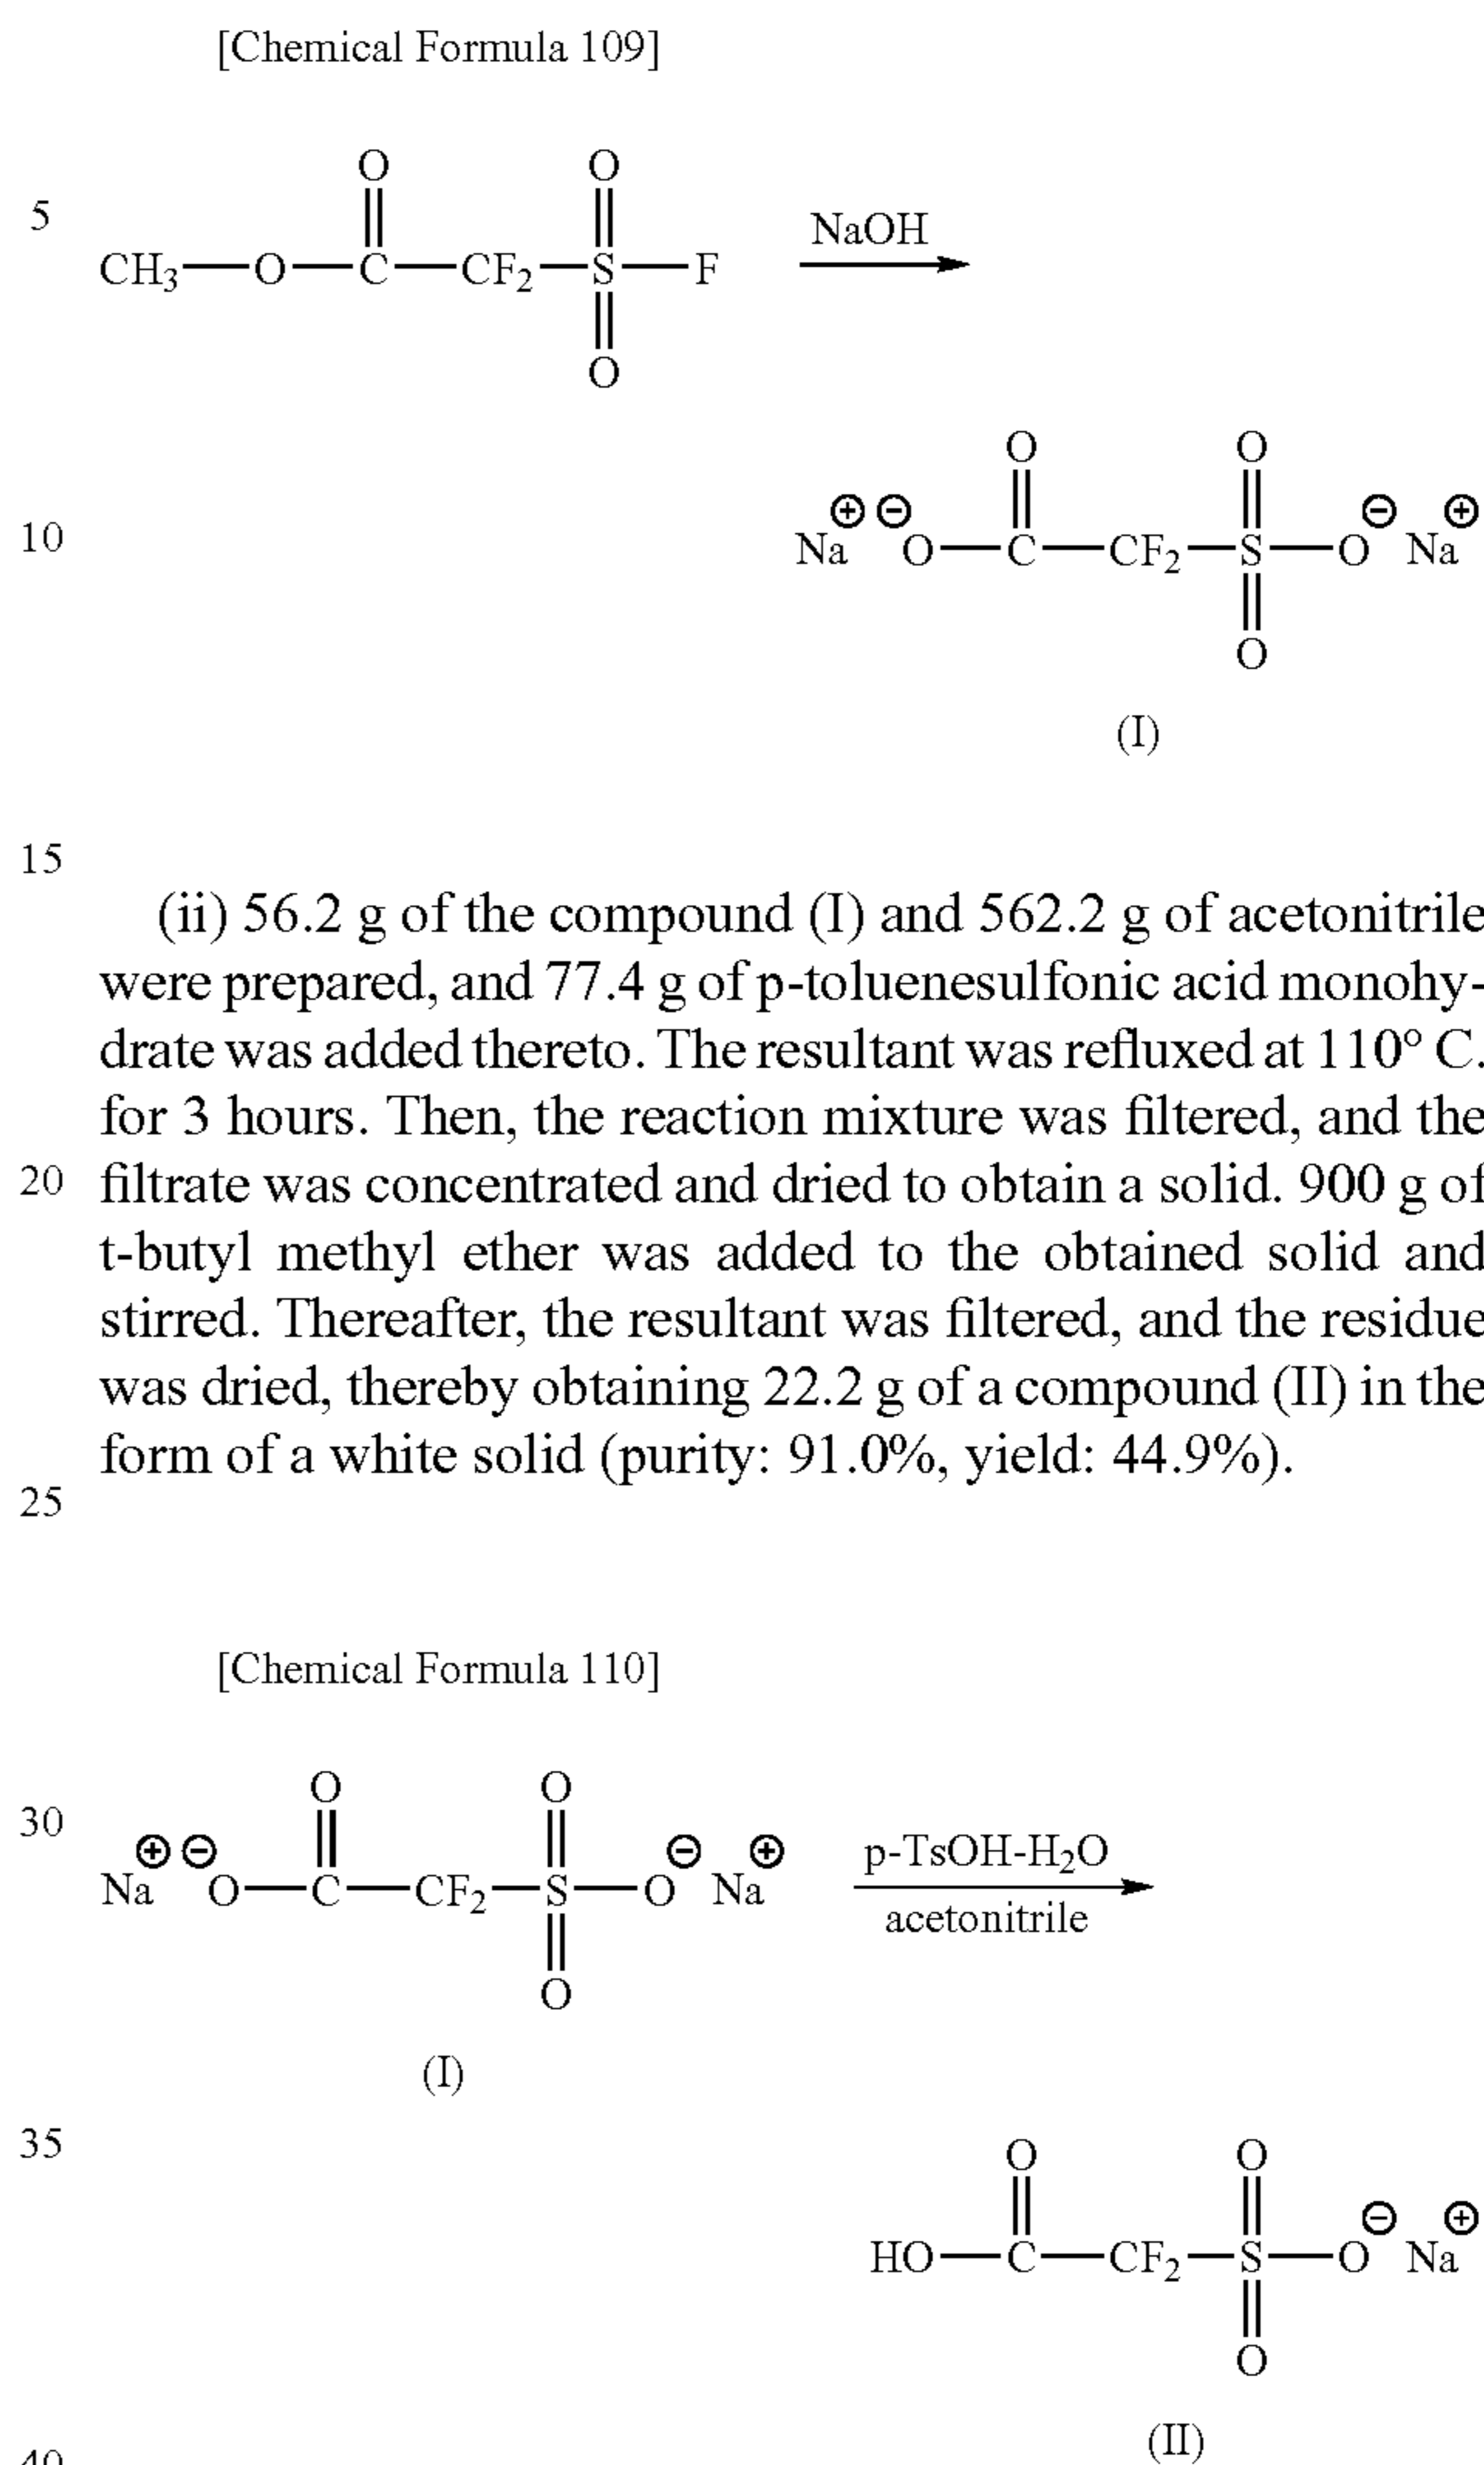 [Chemical Formula 109]
O O
5
NaOH
CH3 O C CF2 S F
O
O O
⊕ ⊖ ⊖ ⊕
10
Na O C CF2 S O Na
O
(I)
15
(ii) 56.2 g of the compound (I) and 562.2 g of acetonitrile
were prepared, and 77.4 g of p-toluenesulfonic acid monohy-
drate was added thereto. The resultant was refluxed at 110° C.
for 3 hours. Then, the reaction mixture was filtered, and the
20 filtrate was concentrated and dried to obtain a solid. 900 g of
t-butyl methyl ether was added to the obtained solid and
stirred. Thereafter, the resultant was filtered, and the residue
was dried, thereby obtaining 22.2 g of a compound (II) in the
form of a white solid (purity: 91.0%, yield: 44.9%).
25
[Chemical Formula 110]
O O
30
⊕ ⊖ ⊖ ⊕ p-TsOH-H2O
Na O C CF2 S O Na
acetonitrile
O
(I)
35
O O
⊖ ⊕
HO C CF2 S O Na
O
(II)
40